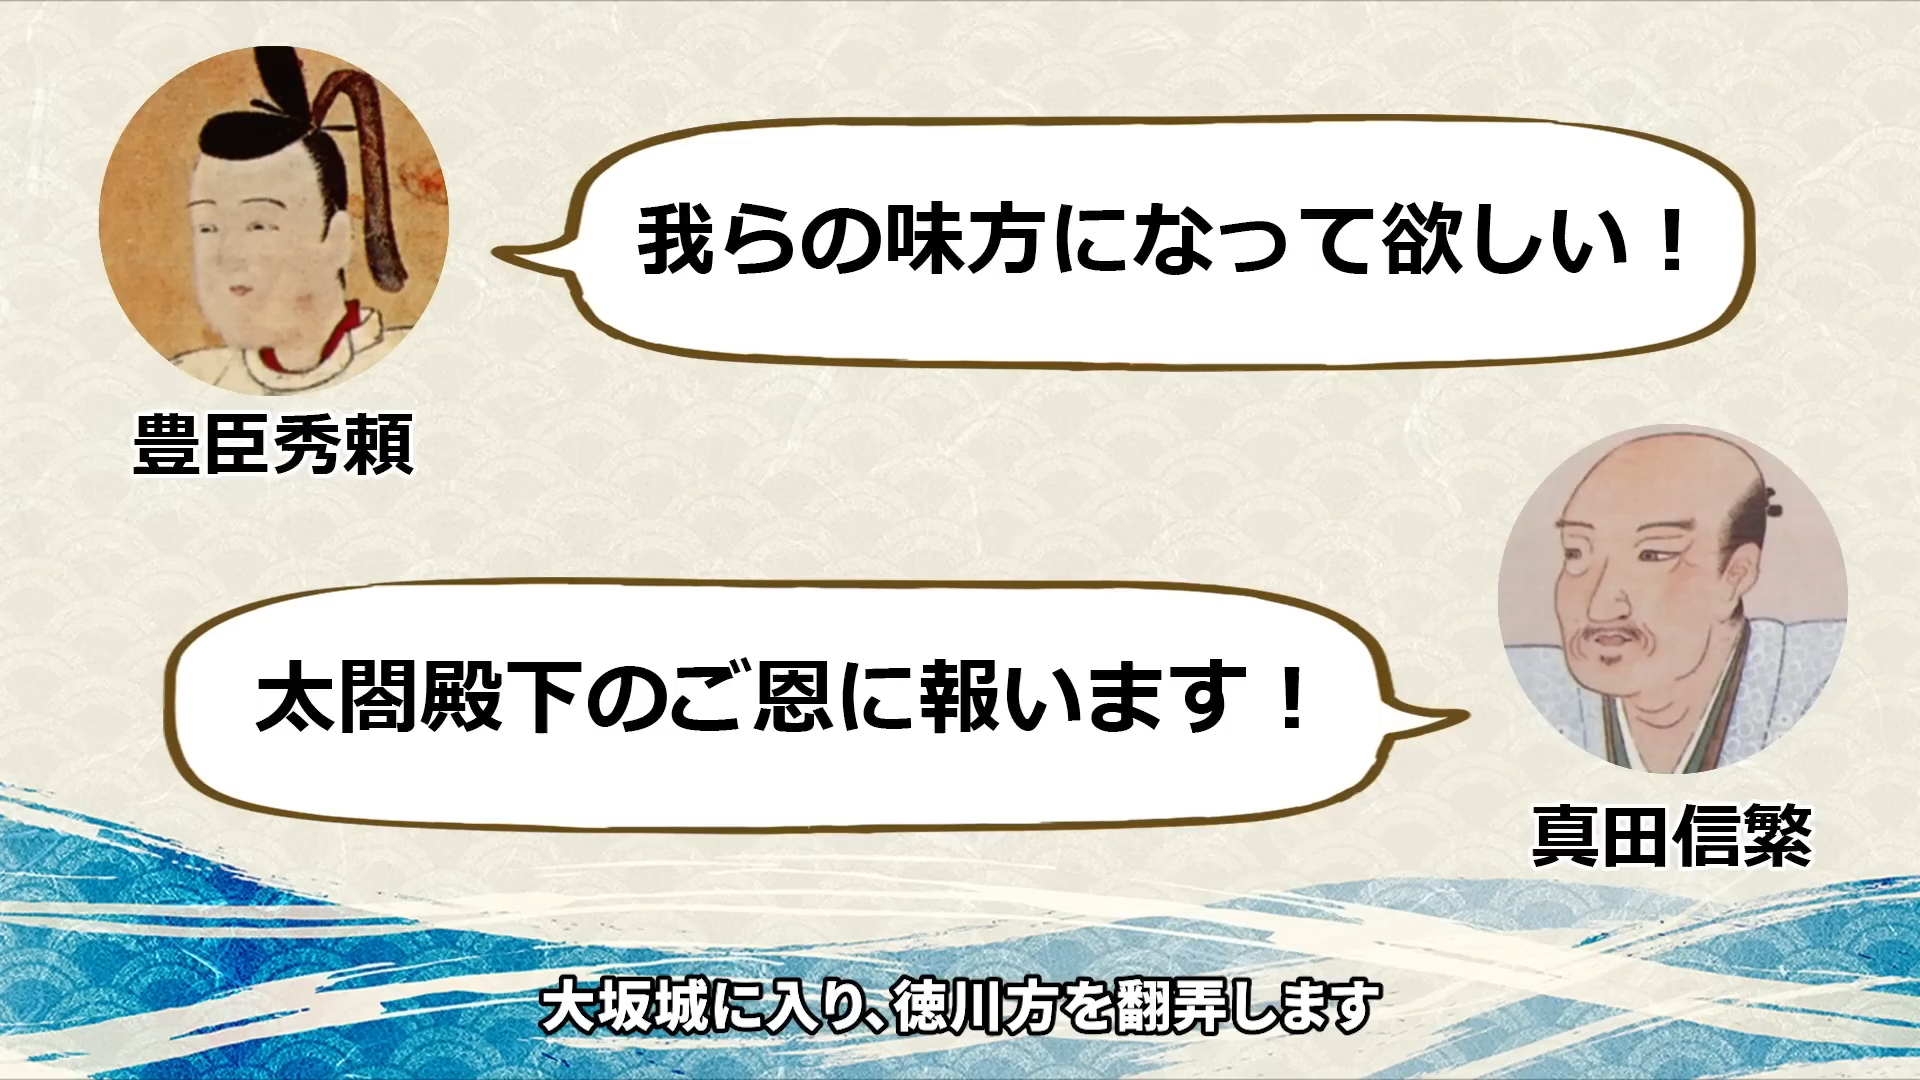 我らの味方になって欲しい！
豊臣秀頼
太閤殿下のご恩に報います！
真田信繁
大坂城に入り、徳川方を翻弄します